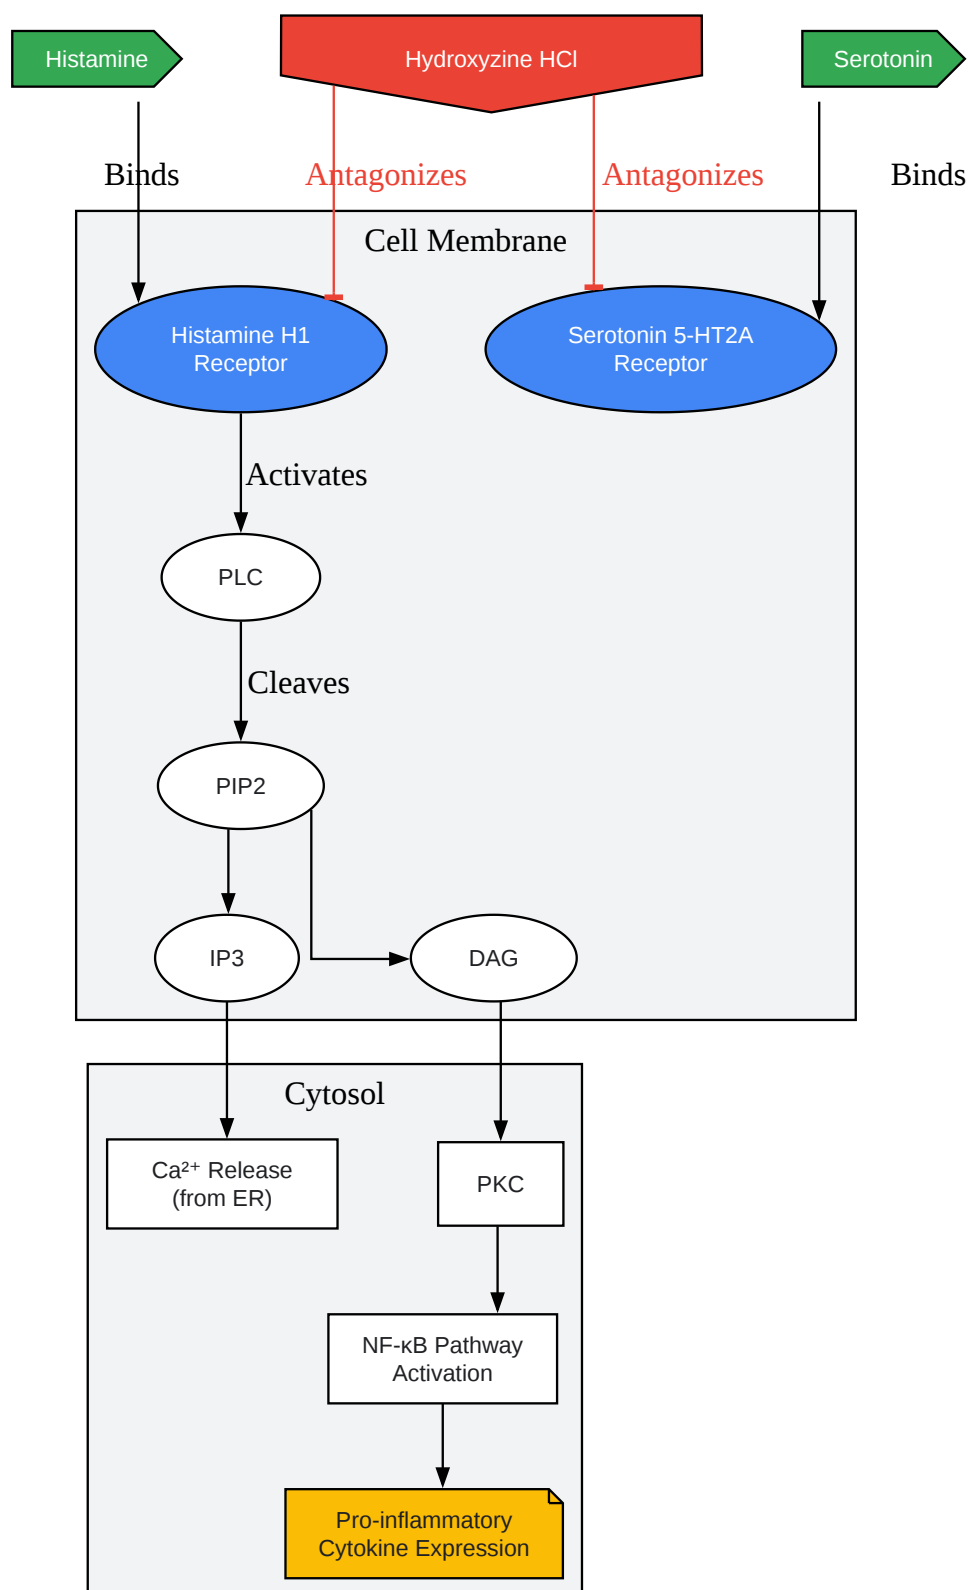 Histamine
Hydroxyzine HCl
Serotonin
Binds
Antagonizes
Antagonizes
Binds
Cell Membrane
Histamine H1
Receptor
Serotonin 5-HT2A
Receptor
Activates
PLC
Cleaves
PIP2
IP3
DAG
Cytosol
Ca²⁺ Release
(from ER)
PKC
NF-κB Pathway
Activation
Pro-inflammatory
Cytokine Expression